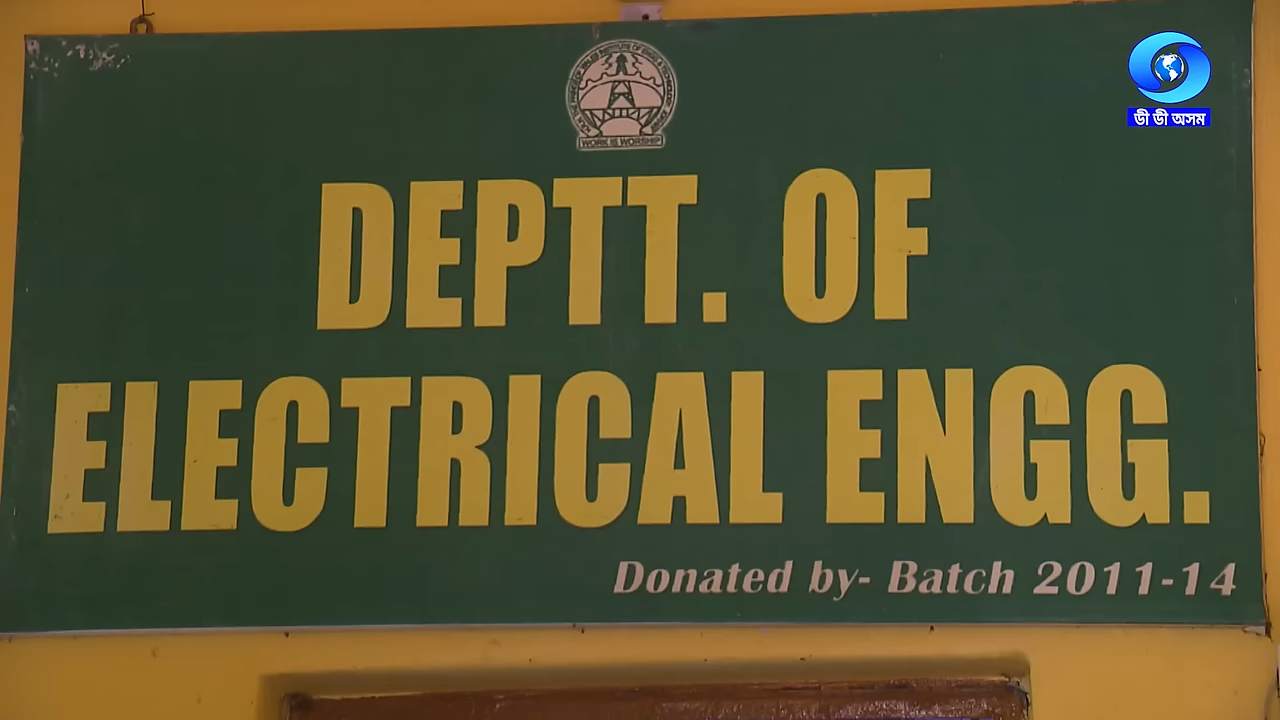 ডী ডী অসম
WORK IS WORSHIP
DEPTT. OF
ELECTRICAL ENGG.
Donated by- Batch 2011-14